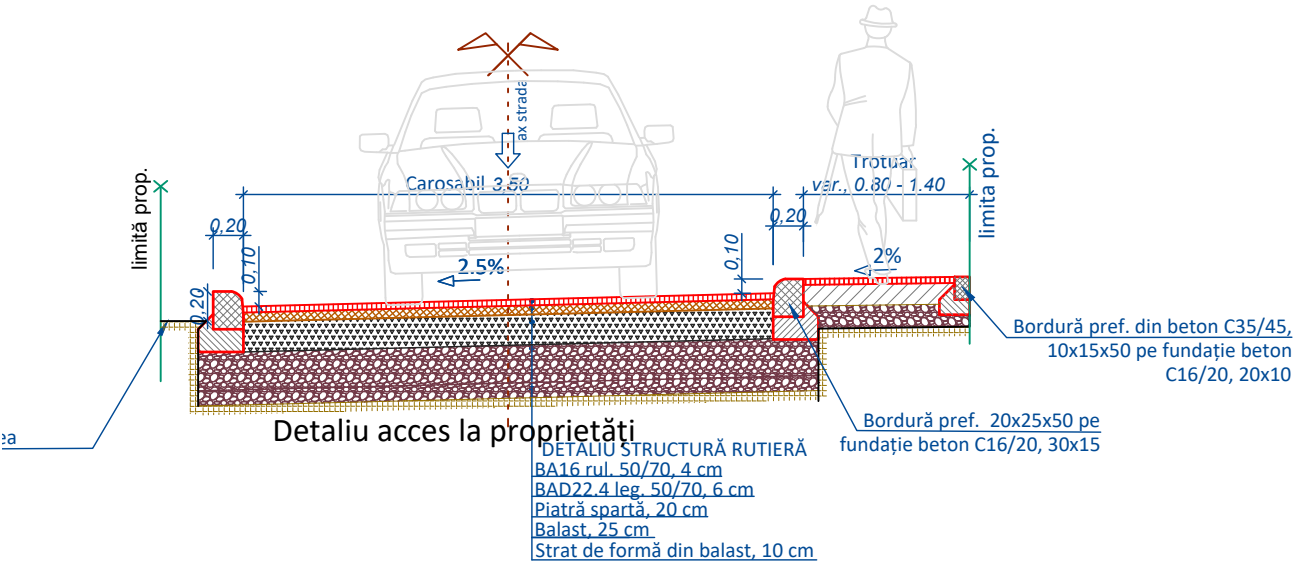 ax strada
Carosabil 3,50
Trotuar
var., 0.80 - 1.40
limită prop.
limita prop.
0,20
0,10
0,20
0,20
0,10
2.5%
2%
Bordură pref. din beton C35/45,
10x15x50 pe fundație beton
C16/20, 20x10
Bordură pref. 20x25x50 pe
fundație beton C16/20, 30x15
ea
Detaliu acces la proprietăți
DETALIU STRUCTURĂ RUTIERĂ
BA16 rul. 50/70, 4 cm
BAD22.4 leg. 50/70, 6 cm
Piatră spartă, 20 cm
Balast, 25 cm
Strat de formă din balast, 10 cm